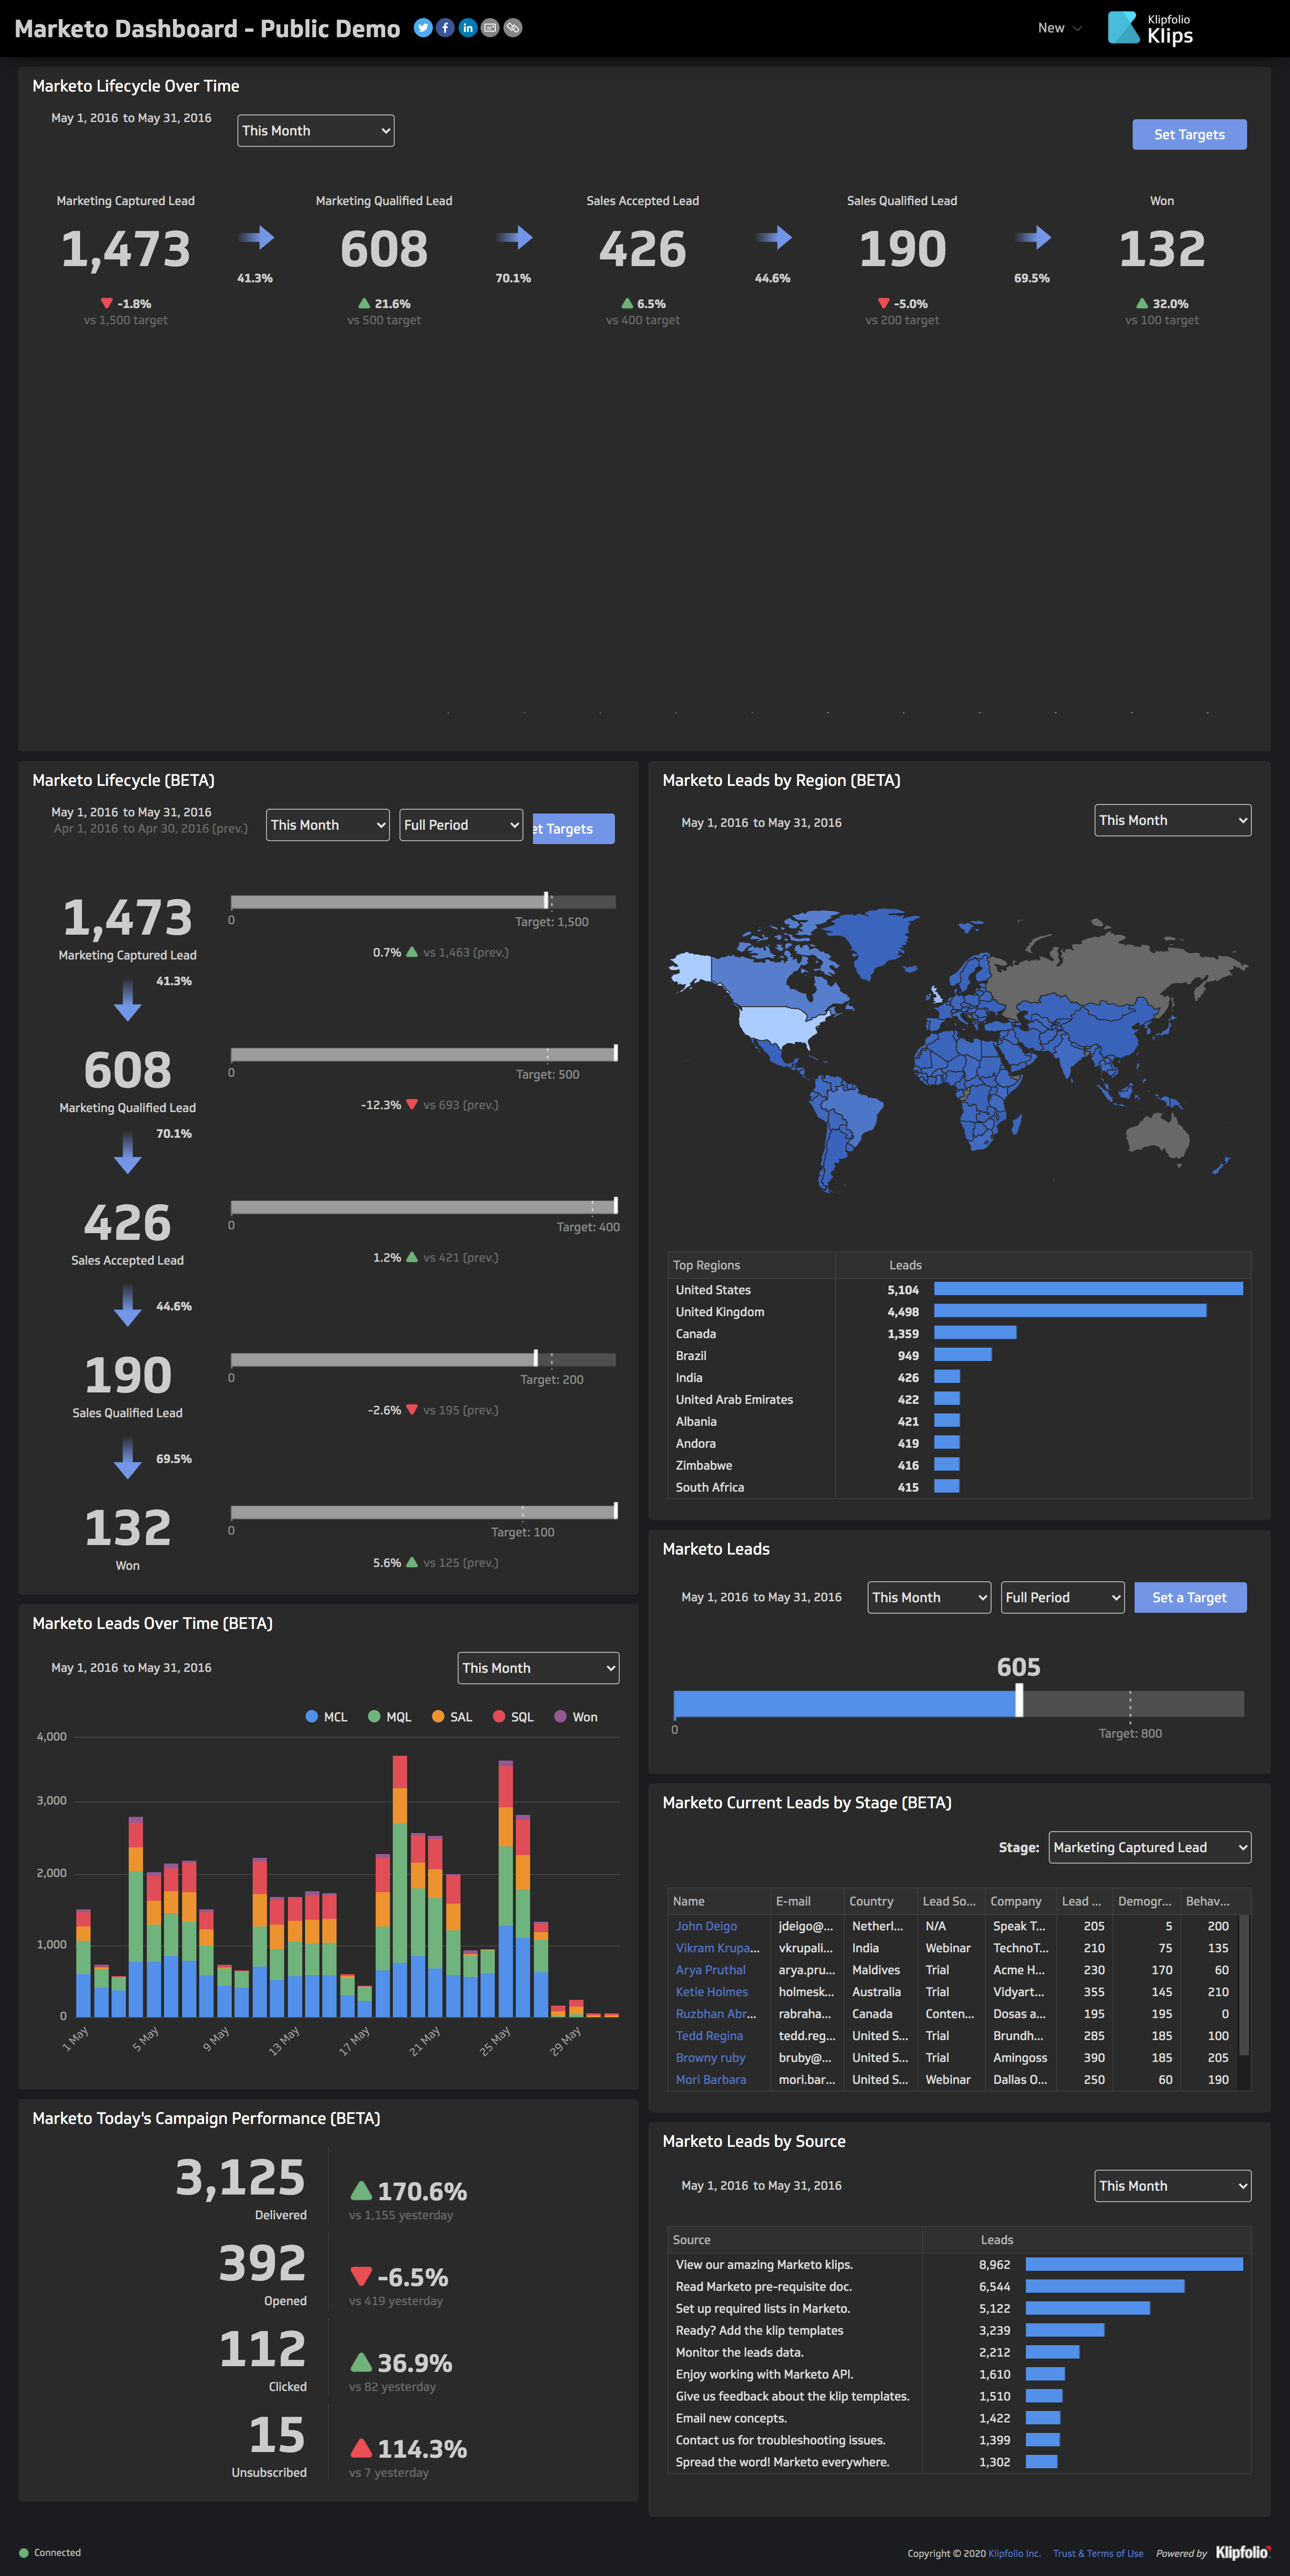 Marketo Dashboard - Public Demo
New
Klipfolio
Klips
Marketo Lifecycle Over Time
May 1, 2016 to May 31, 2016
This Month
Set Targets
Marketing Captured Lead
1,473
-1.8%
vs 1,500 target
41.3%
Marketing Qualified Lead
608
21.6%
vs 500 target
70.1%
Sales Accepted Lead
426
6.5%
vs 400 target
44.6%
Sales Qualified Lead
190
-5.0%
vs 200 target
69.5%
Won
132
32.0%
vs 100 target
Marketo Lifecycle (BETA)
May 1, 2016 to May 31, 2016
Apr 1, 2016 to Apr 30, 2016 (prev.)
This Month
Full Period
et Targets
1,473
Marketing Captured Lead
0
Target: 1,500
0.7% vs 1,463 (prev.)
41.3%
608
Marketing Qualified Lead
0
Target: 500
-12.3% vs 693 (prev.)
70.1%
426
Sales Accepted Lead
0
Target: 400
1.2% vs 421 (prev.)
44.6%
190
Sales Qualified Lead
0
Target: 200
-2.6% vs 195 (prev.)
69.5%
132
Won
0
Target: 100
5.6% vs 125 (prev.)
Marketo Leads by Region (BETA)
May 1, 2016 to May 31, 2016
This Month
Top Regions Leads
United States 5,104
United Kingdom 4,498
Canada 1,359
Brazil 949
India 426
United Arab Emirates 422
Albania 421
Andora 419
Zimbabwe 416
South Africa 415
Marketo Leads
May 1, 2016 to May 31, 2016
This Month
Full Period
Set a Target
605
0
Target: 800
Marketo Leads Over Time (BETA)
May 1, 2016 to May 31, 2016
This Month
MCL MQL SAL SQL Won
4,000
3,000
2,000
1,000
0
1 May 5 May 9 May 13 May 17 May 21 May 25 May 29 May
Marketo Current Leads by Stage (BETA)
Stage: Marketing Captured Lead
Name E-mail Country Lead So... Company Lead ... Demogr... Behav...
John Deigo jdeigo@... Netherl... N/A Speak T... 205 5 200
Vikram Krupa... vkrupali... India Webinar TechnoT... 210 75 135
Arya Pruthal arya.pru... Maldives Trial Acme H... 230 170 60
Ketie Holmes holmesk... Australia Trial Vidyart... 355 145 210
Ruzbhan Abr... rabraha... Canada Conten... Dosas a... 195 195 0
Tedd Regina tedd.reg... United S... Trial Brundh... 285 185 100
Browny ruby bruby@... United S... Trial Amingoss 390 185 205
Mori Barbara mori.bar... United S... Webinar Dallas O... 250 60 190
Marketo Today's Campaign Performance (BETA)
3,125
Delivered
170.6%
vs 1,155 yesterday
392
Opened
-6.5%
vs 419 yesterday
112
Clicked
36.9%
vs 82 yesterday
15
Unsubscribed
114.3%
vs 7 yesterday
Marketo Leads by Source
May 1, 2016 to May 31, 2016
This Month
Source Leads
View our amazing Marketo klips. 8,962
Read Marketo pre-requisite doc. 6,544
Set up required lists in Marketo. 5,122
Ready? Add the klip templates 3,239
Monitor the leads data. 2,212
Enjoy working with Marketo API. 1,610
Give us feedback about the klip templates. 1,510
Email new concepts. 1,422
Contact us for troubleshooting issues. 1,399
Spread the word! Marketo everywhere. 1,302
Connected
Copyright © 2020 Klipfolio Inc. Trust & Terms of Use Powered by Klipfolio